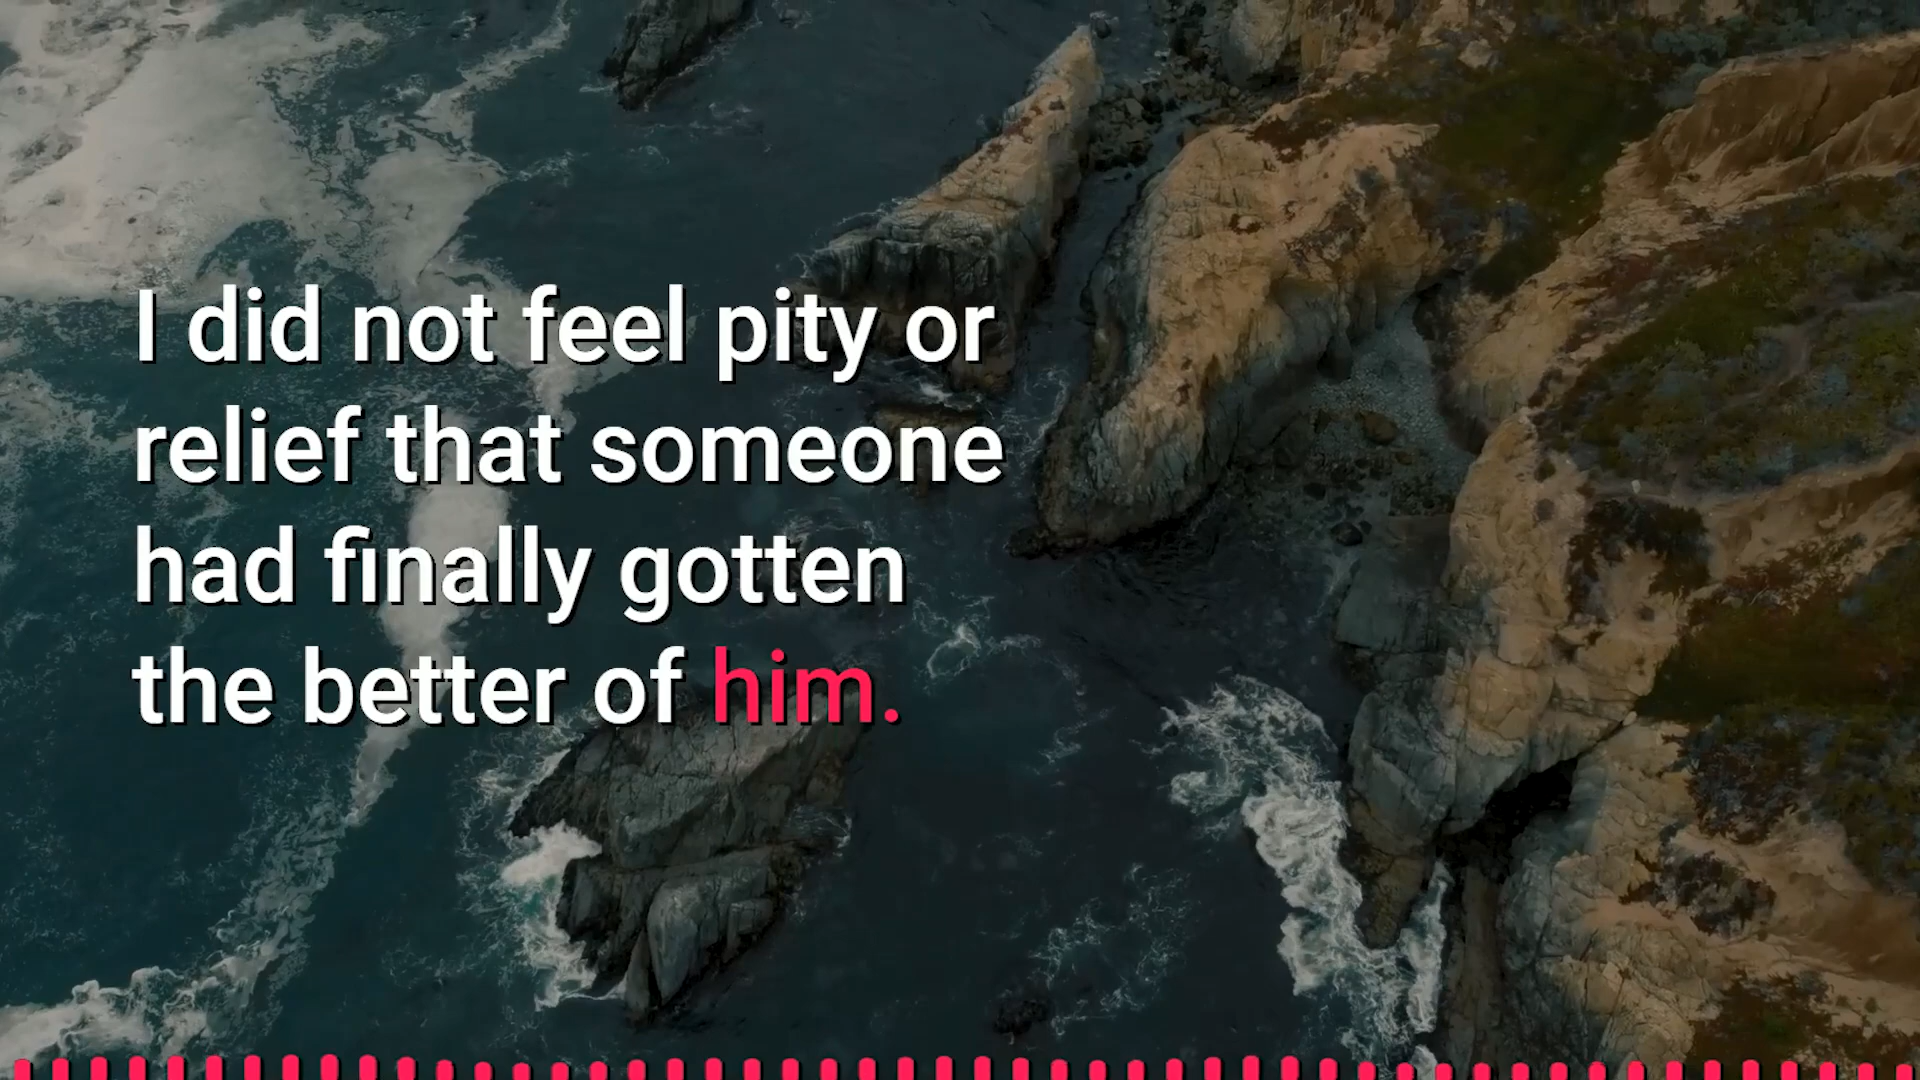 I did not feel pity or
relief that someone
had finally gotten
the better of him.